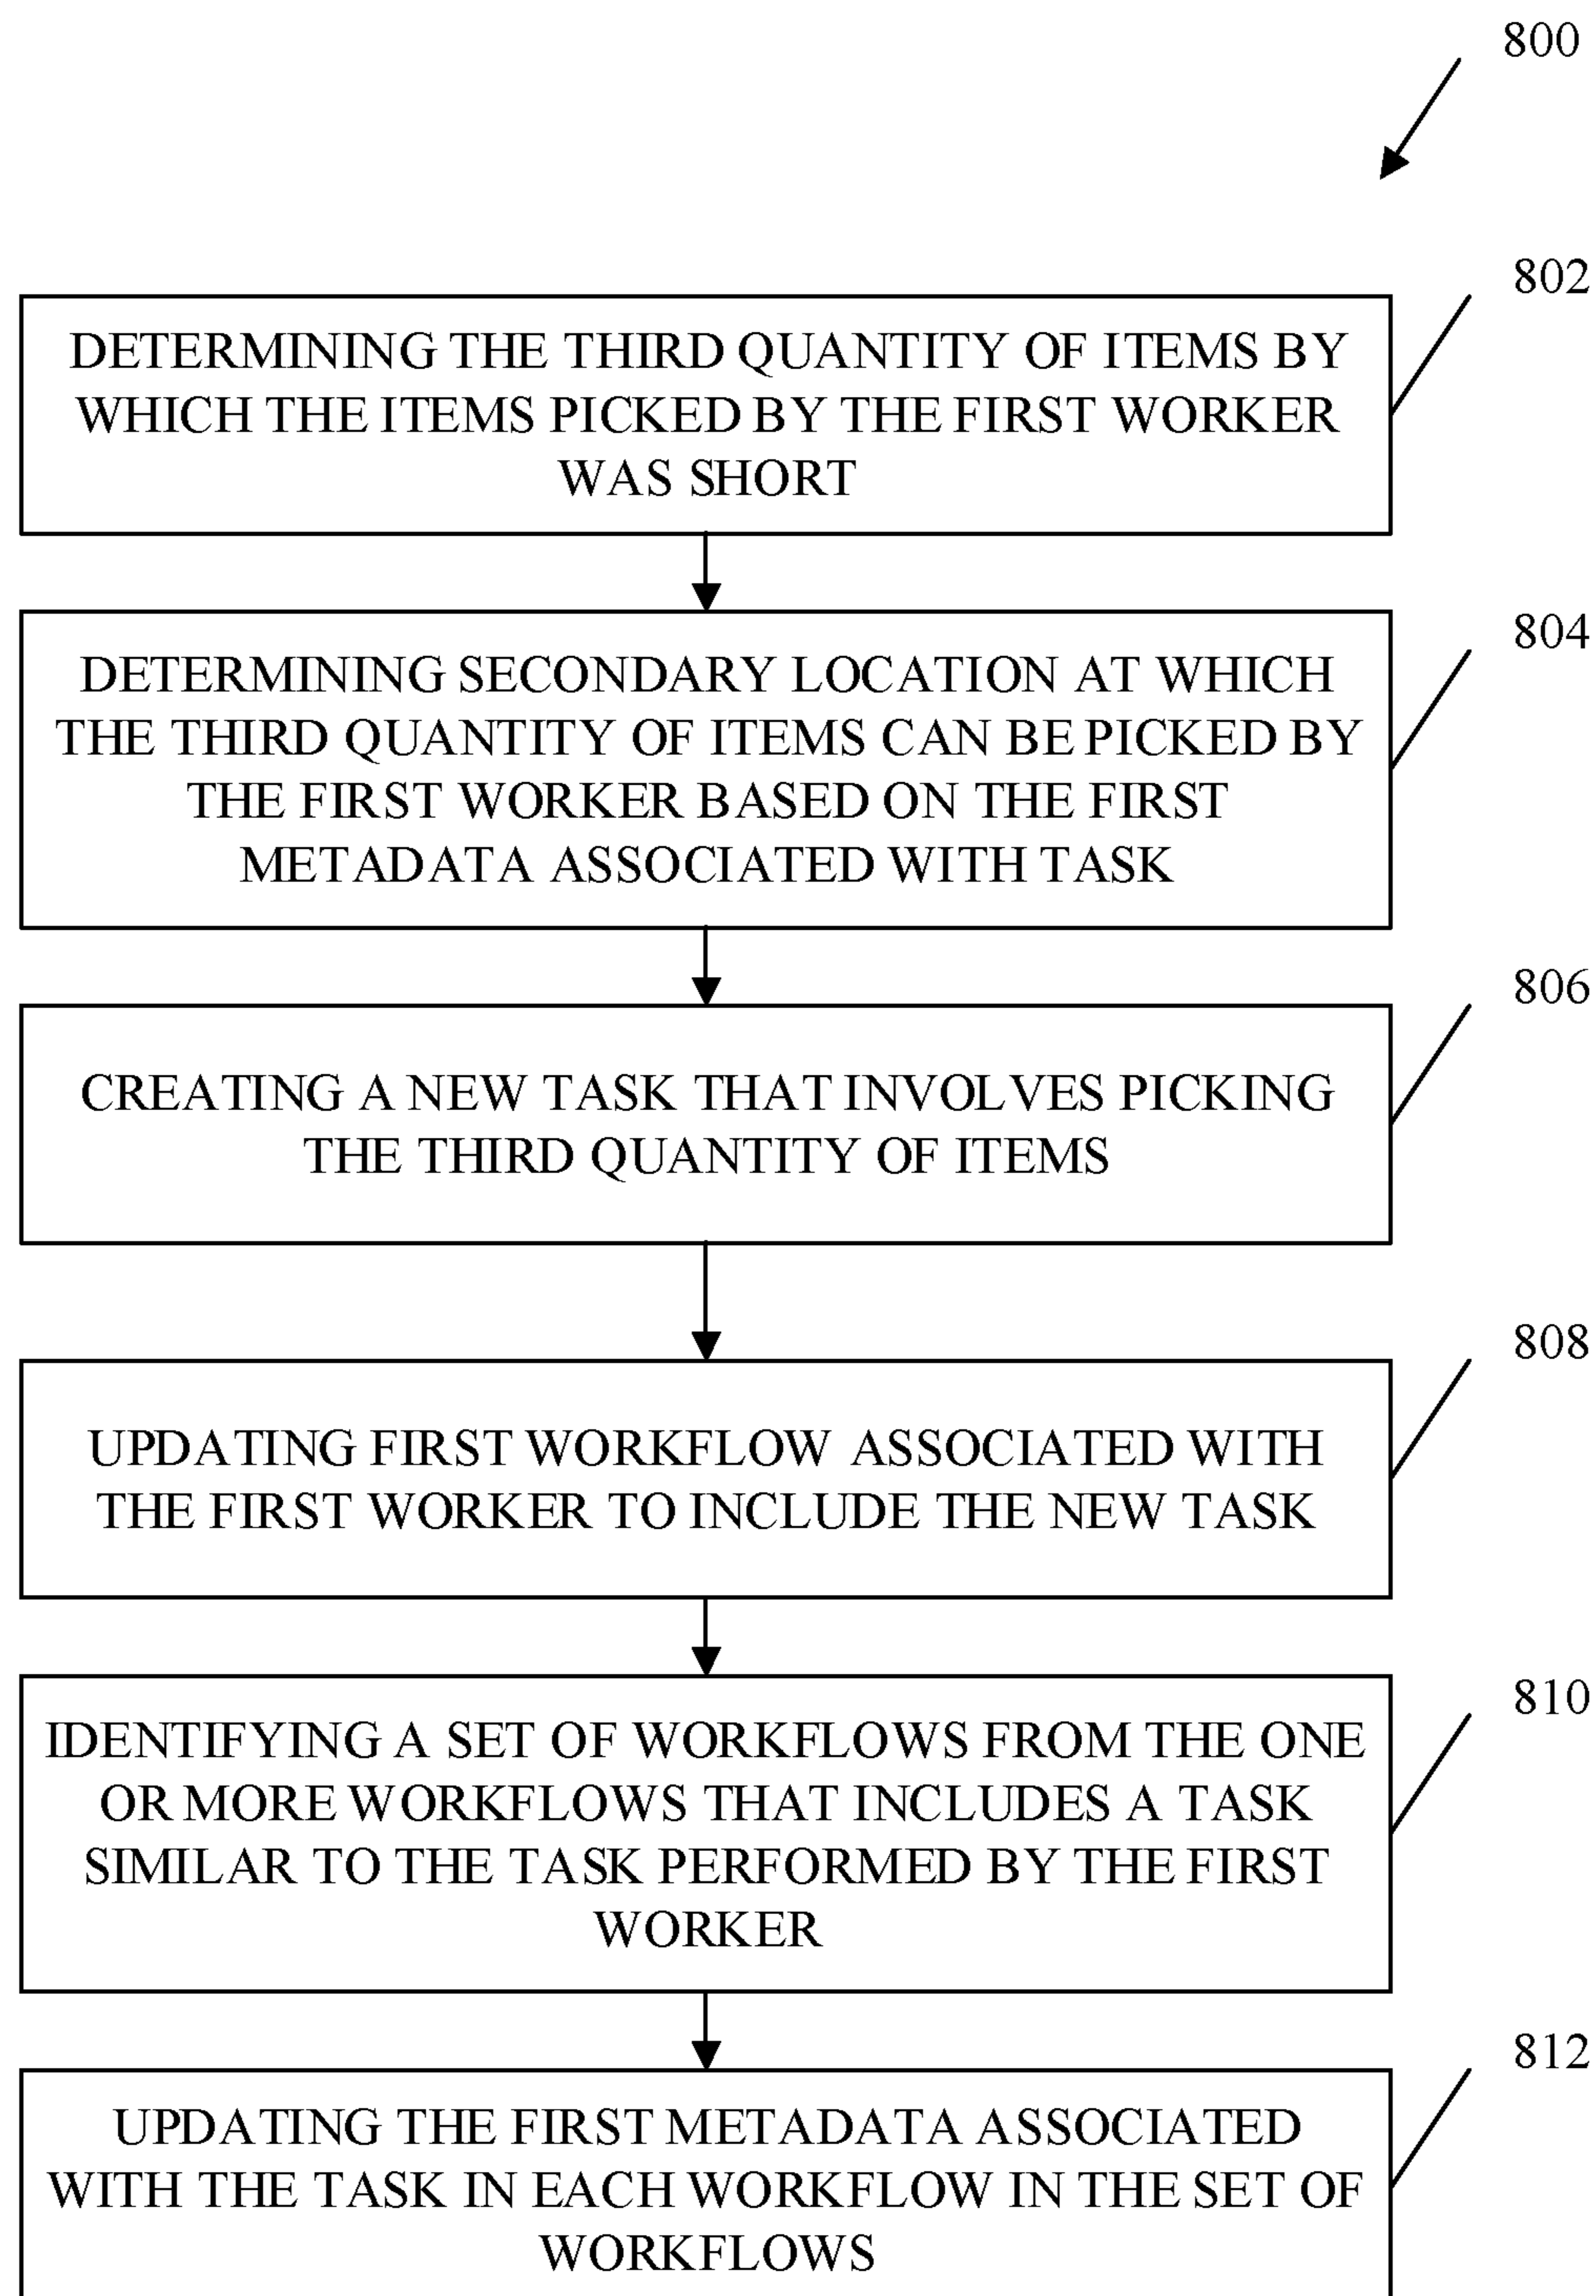 800
802
DETERMINING THE THIRD QUANTITY OF ITEMS BY
WHICH THE ITEMS PICKED BY THE FIRST WORKER
WAS SHORT
804
DETERMINING SECONDARY LOCATION AT WHICH
THE THIRD QUANTITY OF ITEMS CAN BE PICKED BY
THE FIRST WORKER BASED ON THE FIRST
METADATA ASSOCIATED WITH TASK
806
CREATING A NEW TASK THAT INVOLVES PICKING
THE THIRD QUANTITY OF ITEMS
808
UPDATING FIRST WORKFLOW ASSOCIATED WITH
THE FIRST WORKER TO INCLUDE THE NEW TASK
810
IDENTIFYING A SET OF WORKFLOWS FROM THE ONE
OR MORE WORKFLOWS THAT INCLUDES A TASK
SIMILAR TO THE TASK PERFORMED BY THE FIRST
WORKER
812
UPDATING THE FIRST METADATA ASSOCIATED
WITH THE TASK IN EACH WORKFLOW IN THE SET OF
WORKFLOWS